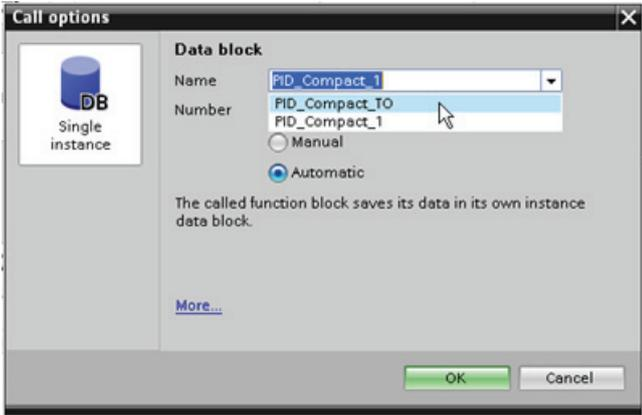 Call options
DB
Single
instance
Data block
Name
PID_Compact_1
Number
PID_Compact_TO
PID_Compact_1
Manual
Automatic
The called function block saves its data in its own instance
data block.
More...
OK
Cancel